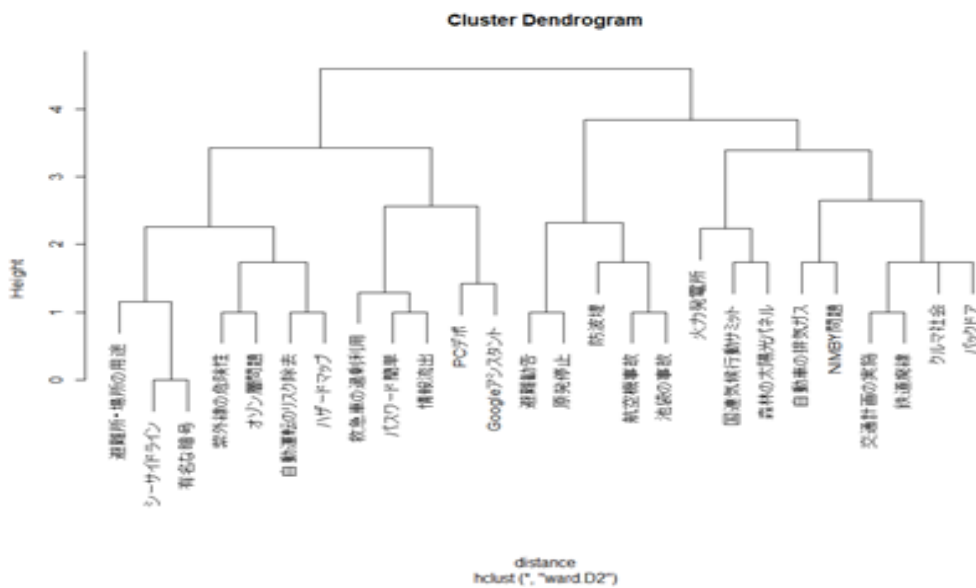 Cluster Dendrogram
Height
4
3
2
1
0
避難所・場所の用途
シーサイドライン
有名な暗号
紫外線の危険性
オゾン層問題
自動運転のリスク除去
ハザードマップ
救急車の過剰利用
パスワード簡単
情報流出
PCデポ
Googleアシスタント
避難勧告
原発停止
防波堤
航空機事故
池袋の事故
火力発電所
国連気候行動サミット
森林の太陽光パネル
自動車の排気ガス
NIMBY問題
交通計画の実施
鉄道廃線
クルマ社会
バックドア
distance
hclust (*, "ward.D2")